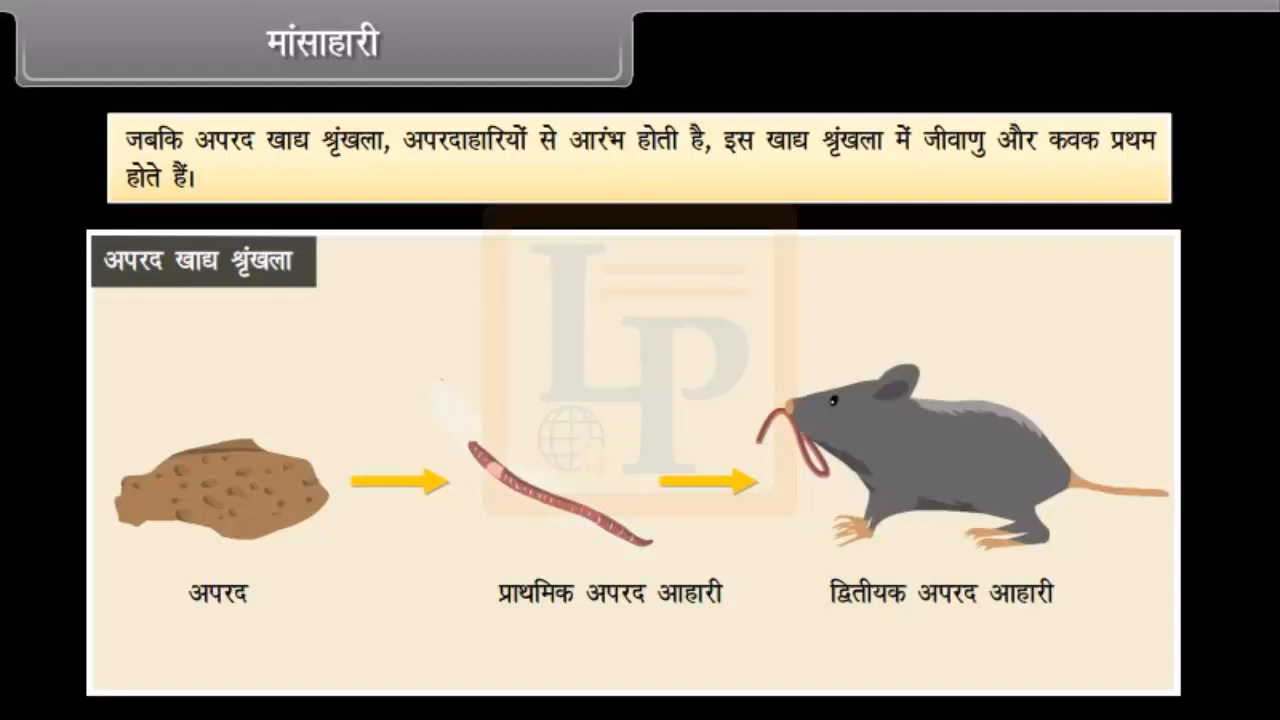 मांसाहारी
जबकि अपरद खाद्य श्रृंखला, अपरदाहारियों से आरंभ होती है, इस खाद्य श्रृंखला में जीवाणु और कवक प्रथम
होते हैं।
अपरद खाद्य श्रृंखला
LP
अपरद
प्राथमिक अपरद आहारी
द्वितीयक अपरद आहारी